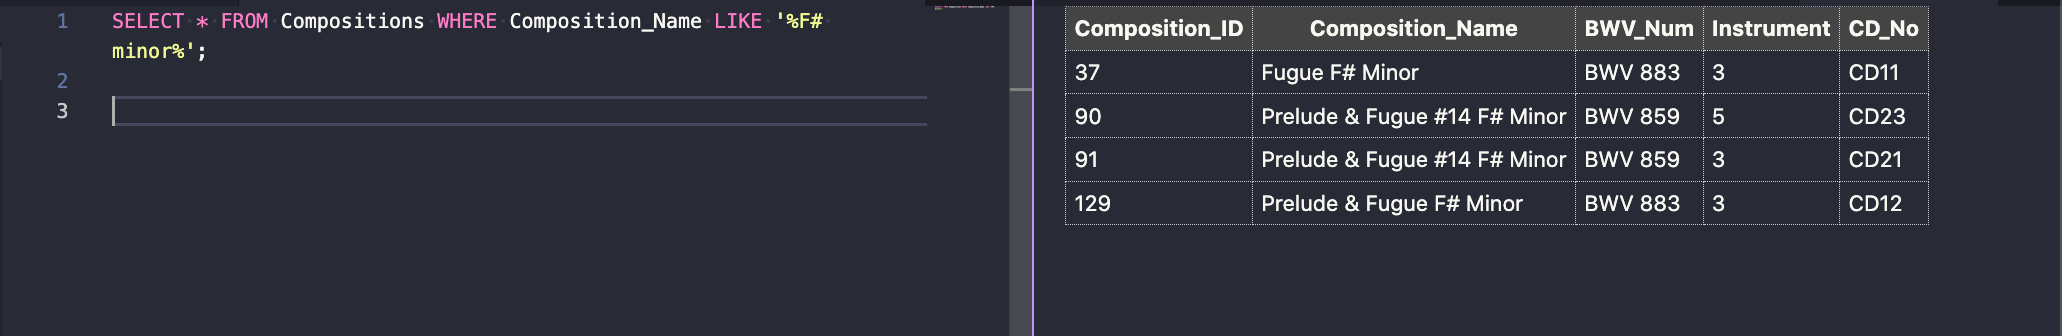 1 SELECT * FROM Compositions WHERE Composition_Name LIKE '%F#
minor%';
2
3
Composition_ID Composition_Name BWV_Num Instrument CD_No
37 Fugue F# Minor BWV 883 3 CD11
90 Prelude & Fugue #14 F# Minor BWV 859 5 CD23
91 Prelude & Fugue #14 F# Minor BWV 859 3 CD21
129 Prelude & Fugue F# Minor BWV 883 3 CD12